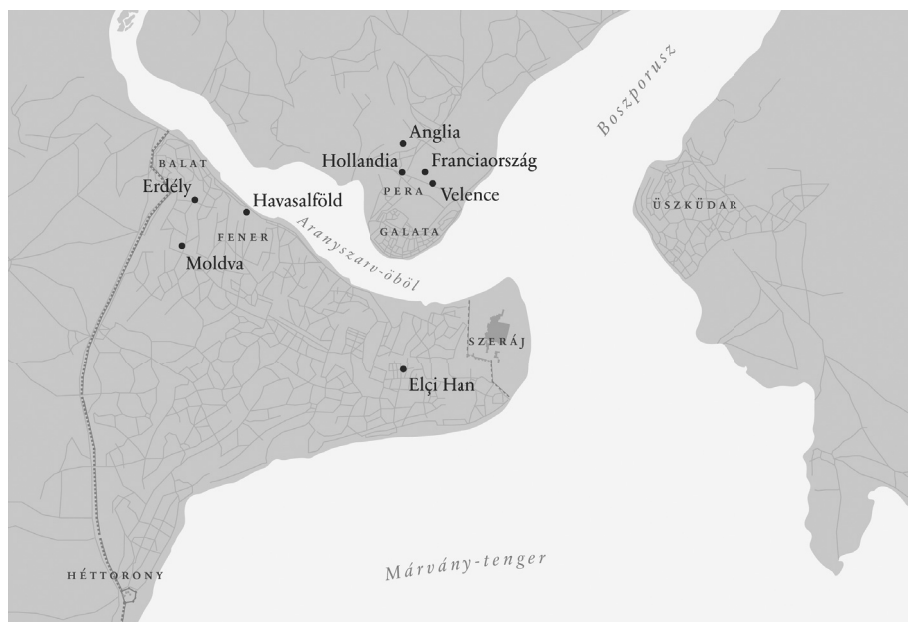 Boszporusz
Anglia
Hollandia
Franciaország
BALAT
PERA
Erdély
Velence
Havasalföld
ÜSZKÜDAR
GALATA
FENER
Aranyszarv-öböl
Moldva
SZERÁJ
Elçi Han
Márvány-tenger
HÉTTORONY